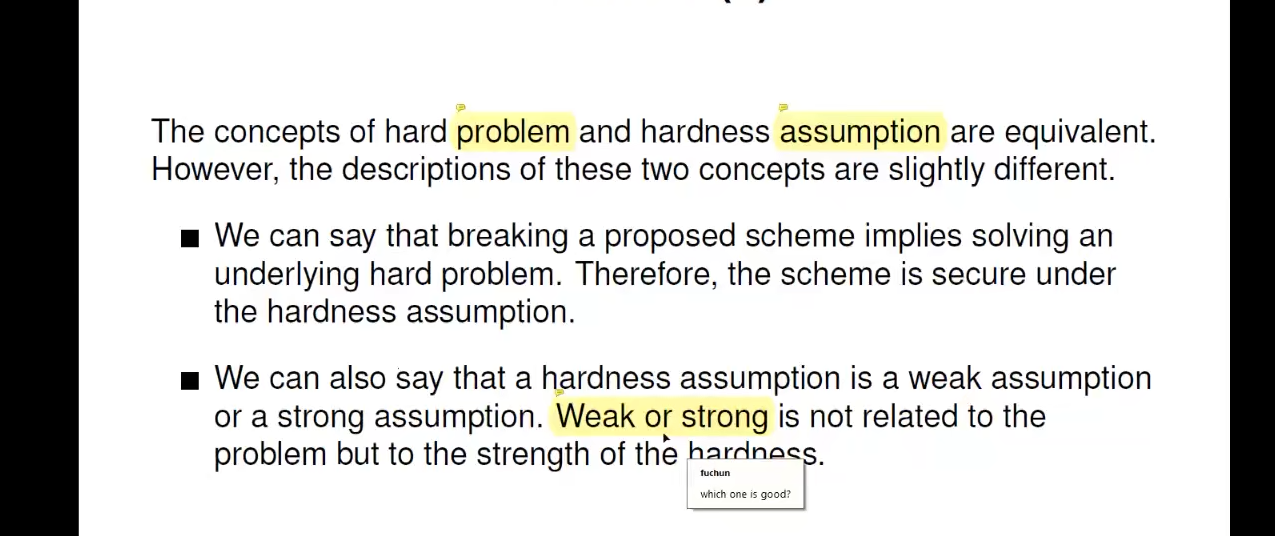 The concepts of hard problem and hardness assumption are equivalent.
However, the descriptions of these two concepts are slightly different.
We can say that breaking a proposed scheme implies solving an
underlying hard problem. Therefore, the scheme is secure under
the hardness assumption.
We can also say that a hardness assumption is a weak assumption
or a strong assumption. Weak or strong is not related to the
problem but to the strength of the hardness.
fuchun
which one is good?